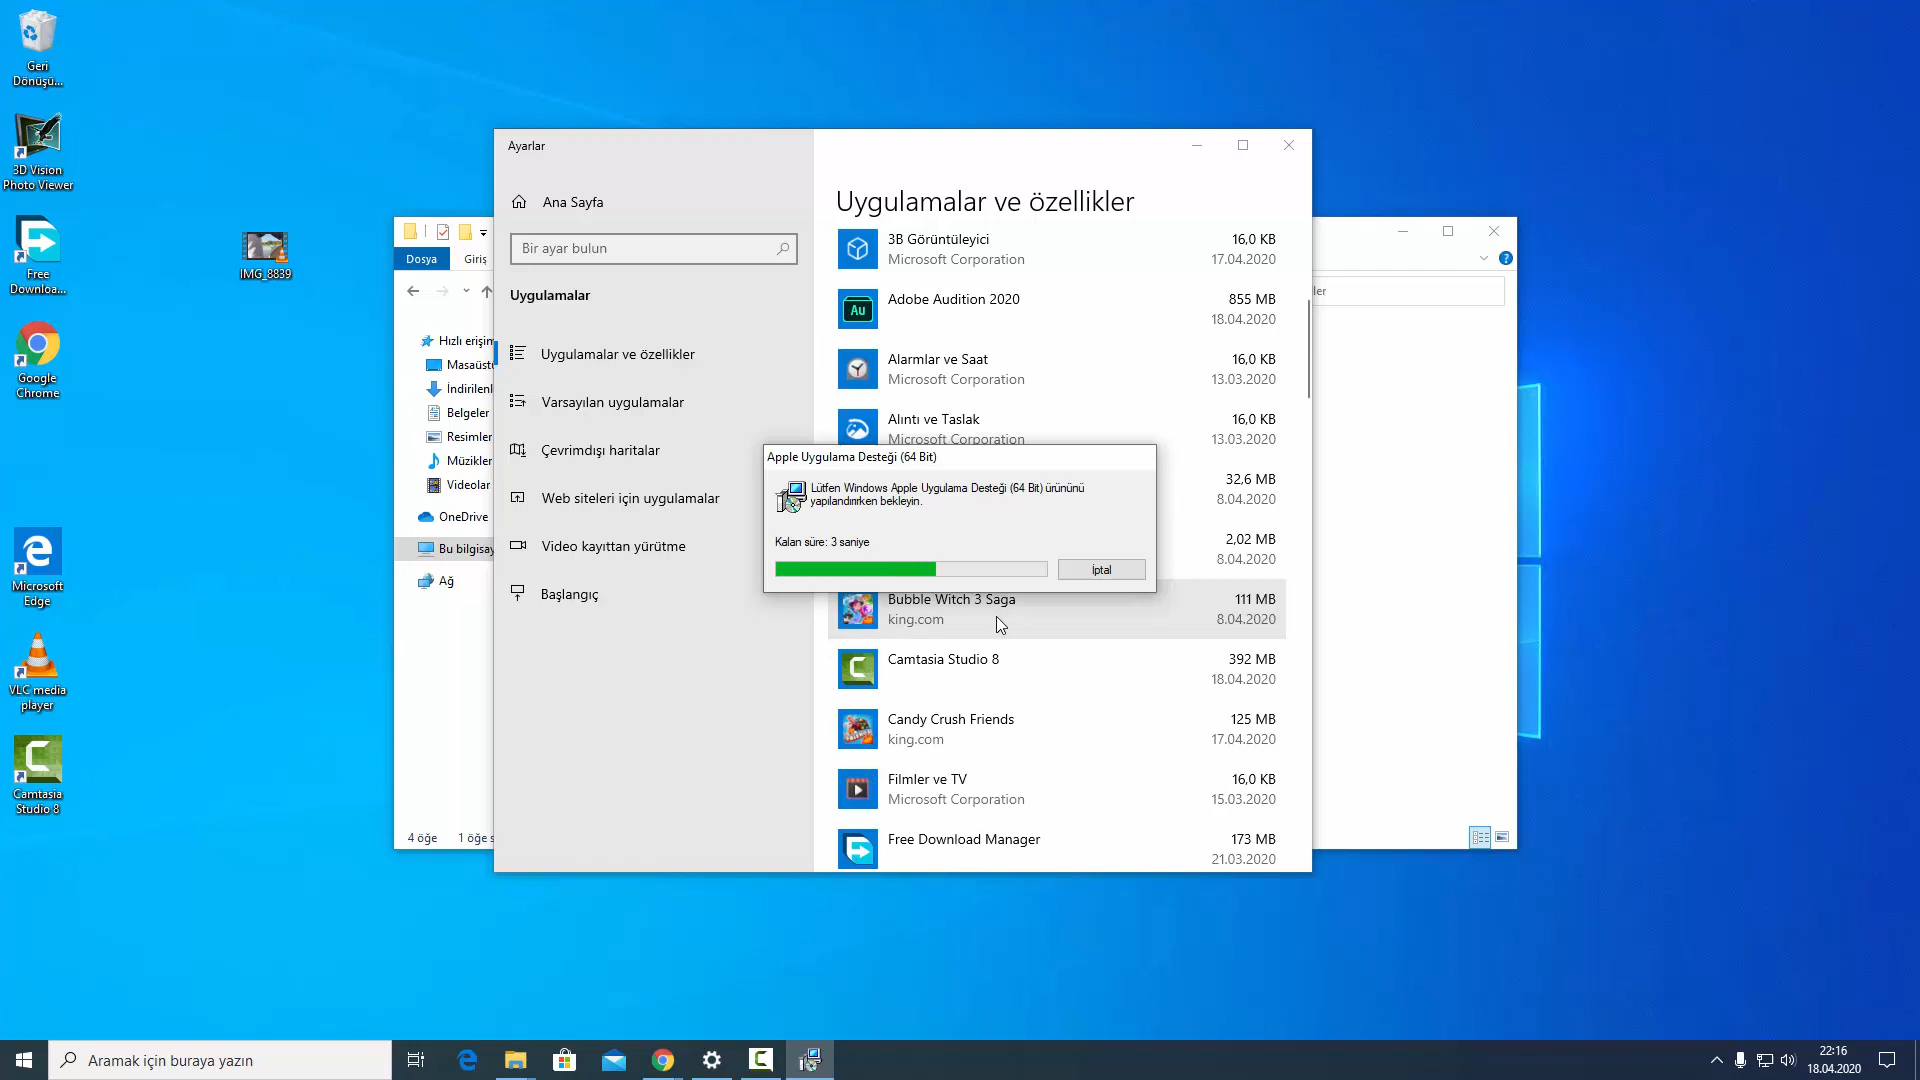 Geri
Dönüşü...
3D Vision
Photo Viewer
Free
Downloa...
Google
Chrome
Microsoft
Edge
VLC media
player
Camtasia
Studio 8
IMG_8839
Dosya
Giriş
Hızlı erişim
Masaüstü
İndirilenl
Belgeler
Resimler
Müzikler
Videolar
OneDrive
Bu bilgisay
Ağ
4 öğe
1 öğe s
Ayarlar
Ana Sayfa
Bir ayar bulun
Uygulamalar
Uygulamalar ve özellikler
Varsayılan uygulamalar
Çevrimdışı haritalar
Web siteleri için uygulamalar
Video kayıttan yürütme
Başlangıç
Uygulamalar ve özellikler
3B Görüntüleyici 16,0 KB
Microsoft Corporation 17.04.2020
Au
Adobe Audition 2020 855 MB
18.04.2020
Alarmlar ve Saat 16,0 KB
Microsoft Corporation 13.03.2020
Alıntı ve Taslak 16,0 KB
Microsoft Corporation 13.03.2020
32,6 MB
8.04.2020
2,02 MB
8.04.2020
Apple Uygulama Desteği (64 Bit)
Lütfen Windows Apple Uygulama Desteği (64 Bit) ürününü
yapılandırırken bekleyin.
Kalan süre: 3 saniye
İptal
Bubble Witch 3 Saga 111 MB
king.com 8.04.2020
Camtasia Studio 8 392 MB
18.04.2020
Candy Crush Friends 125 MB
king.com 17.04.2020
Filmler ve TV 16,0 KB
Microsoft Corporation 15.03.2020
Free Download Manager 173 MB
21.03.2020
ler
Aramak için buraya yazın
22:16
18.04.2020